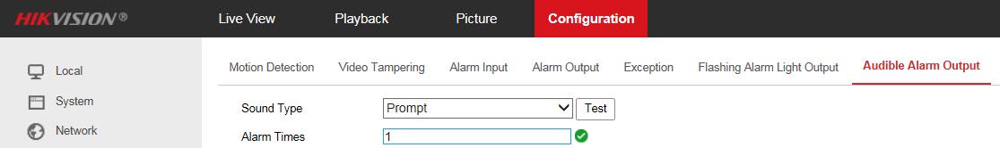 HIKVISION® Live View Playback Picture Configuration
Local
System
Network
Motion Detection Video Tampering Alarm Input Alarm Output Exception Flashing Alarm Light Output Audible Alarm Output
Sound Type Prompt Test
Alarm Times 1